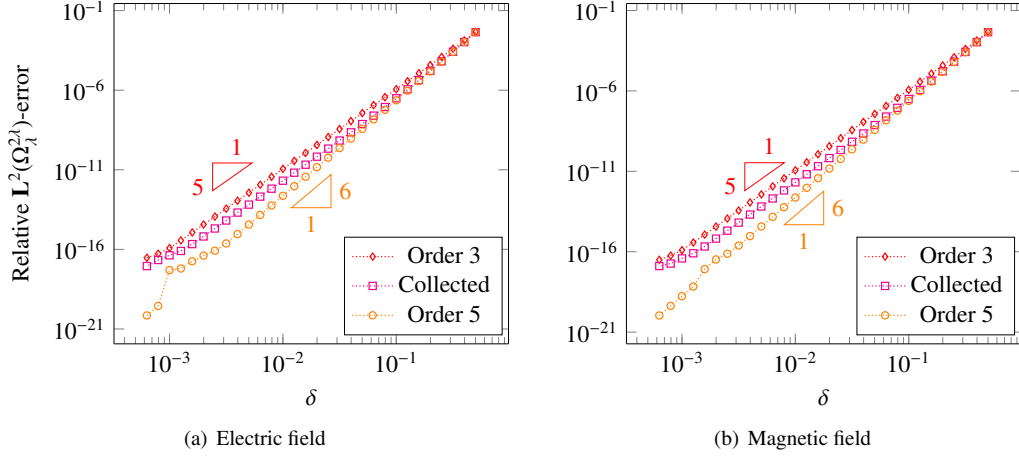 10⁻¹
10⁻⁶
10⁻¹¹
10⁻¹⁶
10⁻²¹
Relative L²(Ω_λ^{2λ})-error
1
5
6
1
Order 3
Collected
Order 5
10⁻³
10⁻²
10⁻¹
δ
(a) Electric field
10⁻¹
10⁻⁶
10⁻¹¹
10⁻¹⁶
10⁻²¹
1
5
6
1
Order 3
Collected
Order 5
10⁻³
10⁻²
10⁻¹
δ
(b) Magnetic field